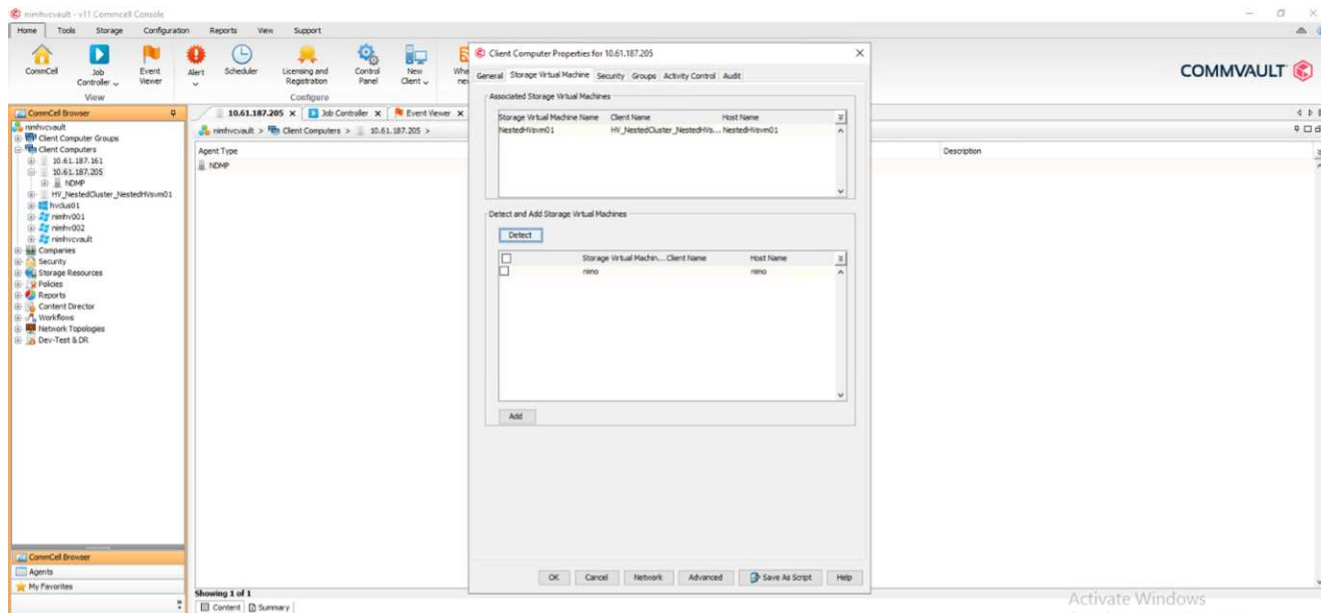 nimhvcvault - v11 Commcell Console
Home Tools Storage Configuration Reports View Support
CommCell
Job Controller
Event Viewer
Alert
Scheduler
Licensing and Registration
Control Panel
New Client
View
Configure
COMMVAULT
CommCell Browser
nimhvcvault
Client Computer Groups
Client Computers
10.61.187.161
10.61.187.205
NDMP
HV_NestedCluster_NestedHVsvm01
hvclus01
nimhv001
nimhv002
nimhvcvault
Companies
Security
Storage Resources
Policies
Reports
Content Director
Workflows
Network Topologies
Dev-Test & DR
CommCell Browser
Agents
My Favorites
10.61.187.205 Job Controller Event Viewer
nimhvcvault > Client Computers > 10.61.187.205 >
Agent Type
Description
NDMP
Showing 1 of 1
Content Summary
Client Computer Properties for 10.61.187.205
General Storage Virtual Machine Security Groups Activity Control Audit
Associated Storage Virtual Machines
Storage Virtual Machine Name Client Name Host Name
NestedHVsvm01 HV_NestedCluster_NestedHVs... NestedHVsvm01
Detect and Add Storage Virtual Machines
Detect
Storage Virtual Machin... Client Name Host Name
nimo nimo
Add
OK Cancel Network Advanced Save As Script Help
Activate Windows